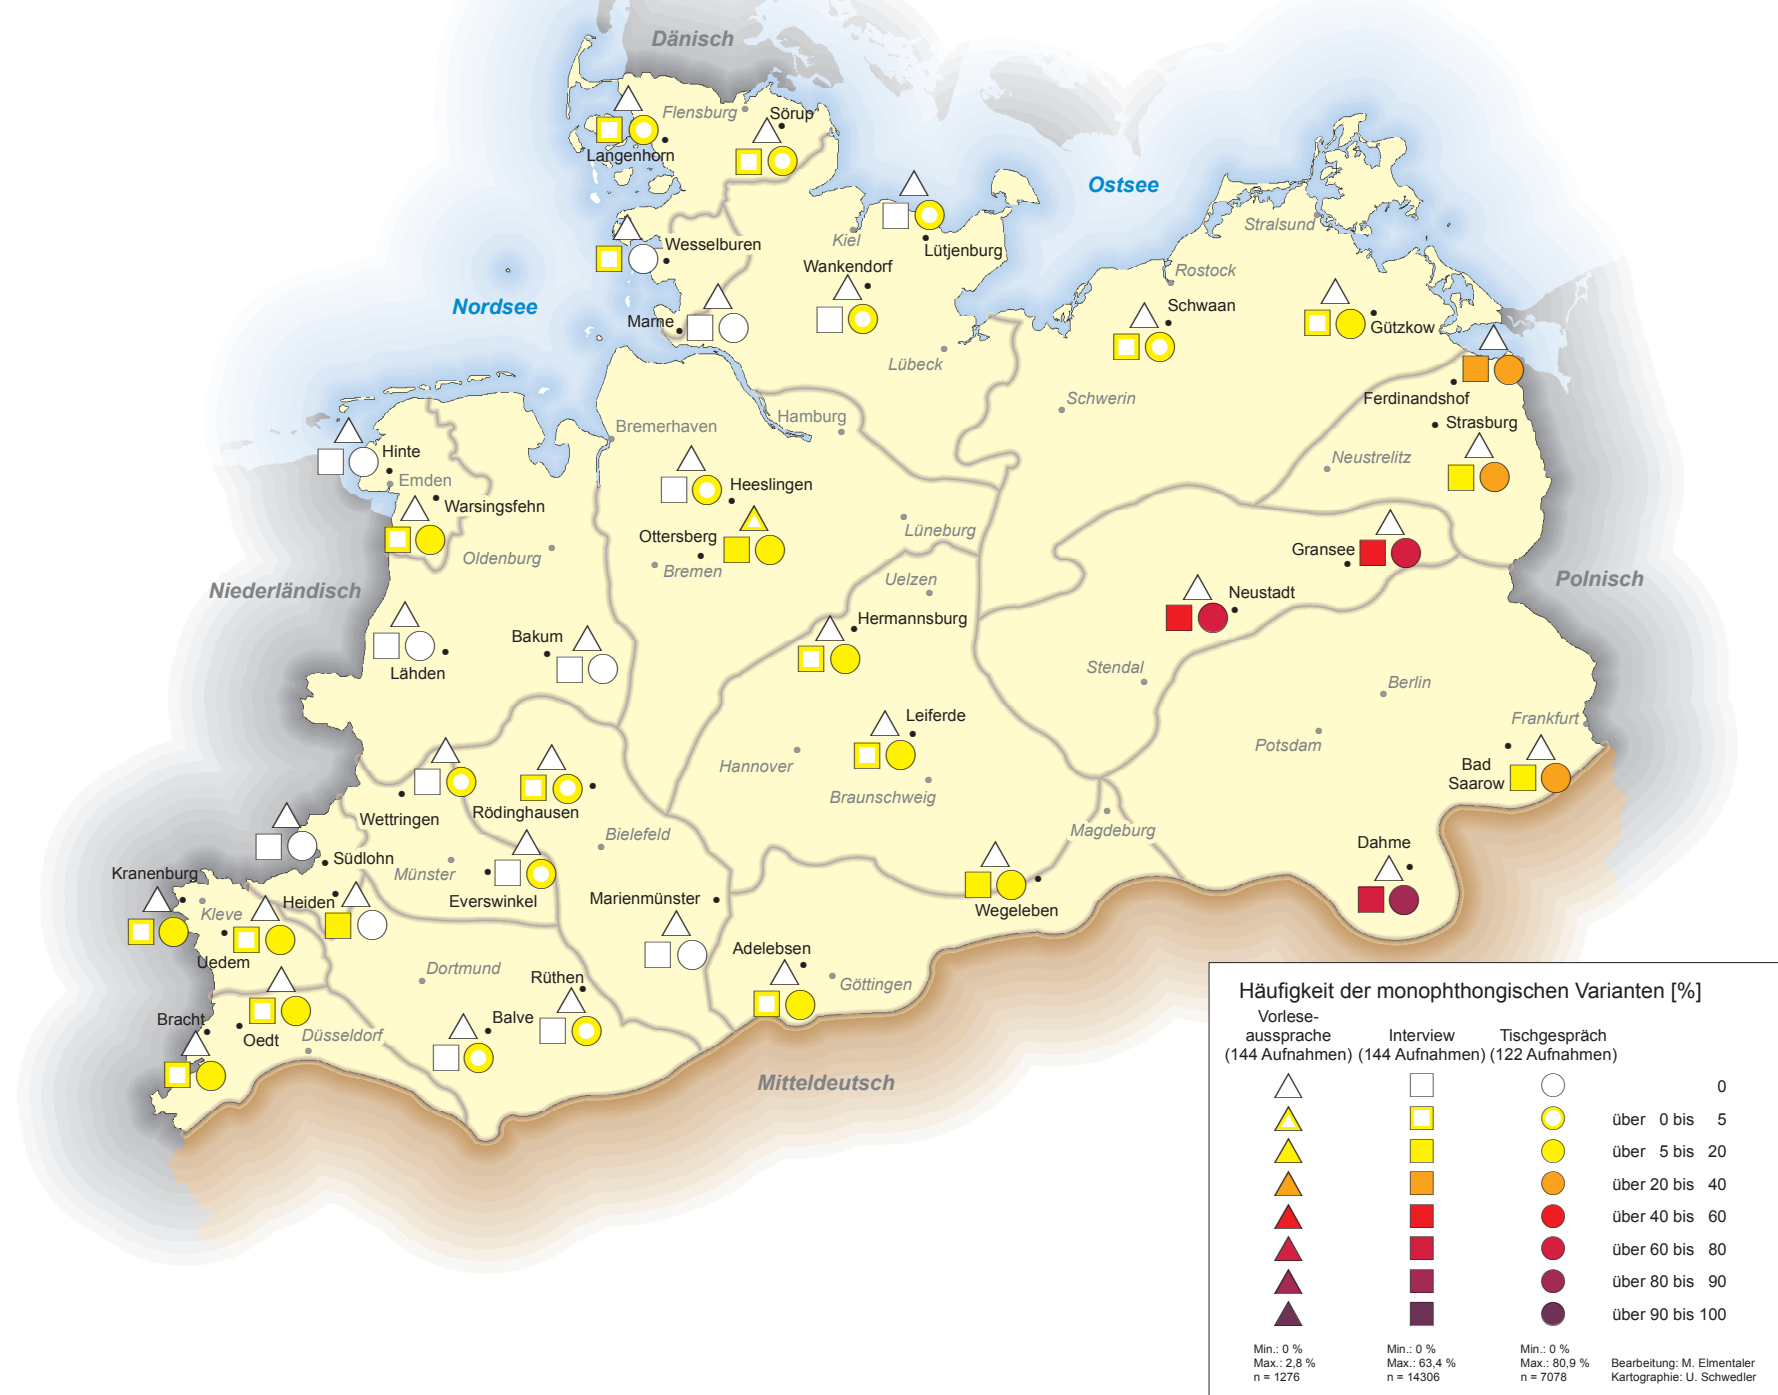 Dänisch
Flensburg
Sörup
Langenhorn
Ostsee
Stralsund
Kiel
Wesselburen
Lütjenburg
Wankendorf
Rostock
Nordsee
Schwaan
Marne
Gützkow
Lübeck
Schwerin
Ferdinandshof
Hamburg
Bremerhaven
Strasburg
Hinte
Neustrelitz
Emden
Heeslingen
Warsingsfehn
Lüneburg
Ottersberg
Gransee
Oldenburg
Bremen
Uelzen
Polnisch
Niederländisch
Neustadt
Hermannsburg
Bakum
Stendal
Lähden
Berlin
Leiferde
Frankfurt
Potsdam
Hannover
Bad
Saarow
Braunschweig
Rödinghausen
Wettringen
Bielefeld
Magdeburg
Dahme
Südlohn
Kranenburg
Münster
Heiden
Everswinkel
Marienmünster
Kleve
Wegeleben
Adelebsen
Uedem
Dortmund
Rüthen
Göttingen
Bracht
Balve
Oedt
Düsseldorf
Mitteldeutsch
Häufigkeit der monophthongischen Varianten [%]
Vorlese-
aussprache Interview Tischgespräch
(144 Aufnahmen) (144 Aufnahmen) (122 Aufnahmen)
0
über 0 bis 5
über 5 bis 20
über 20 bis 40
über 40 bis 60
über 60 bis 80
über 80 bis 90
über 90 bis 100
Min.: 0 % Min.: 0 % Min.: 0 %
Max.: 2,8 % Max.: 63,4 % Max.: 80,9 % Bearbeitung: M. Elmentaler
n = 1276 n = 14306 n = 7078 Kartographie: U. Schwedler